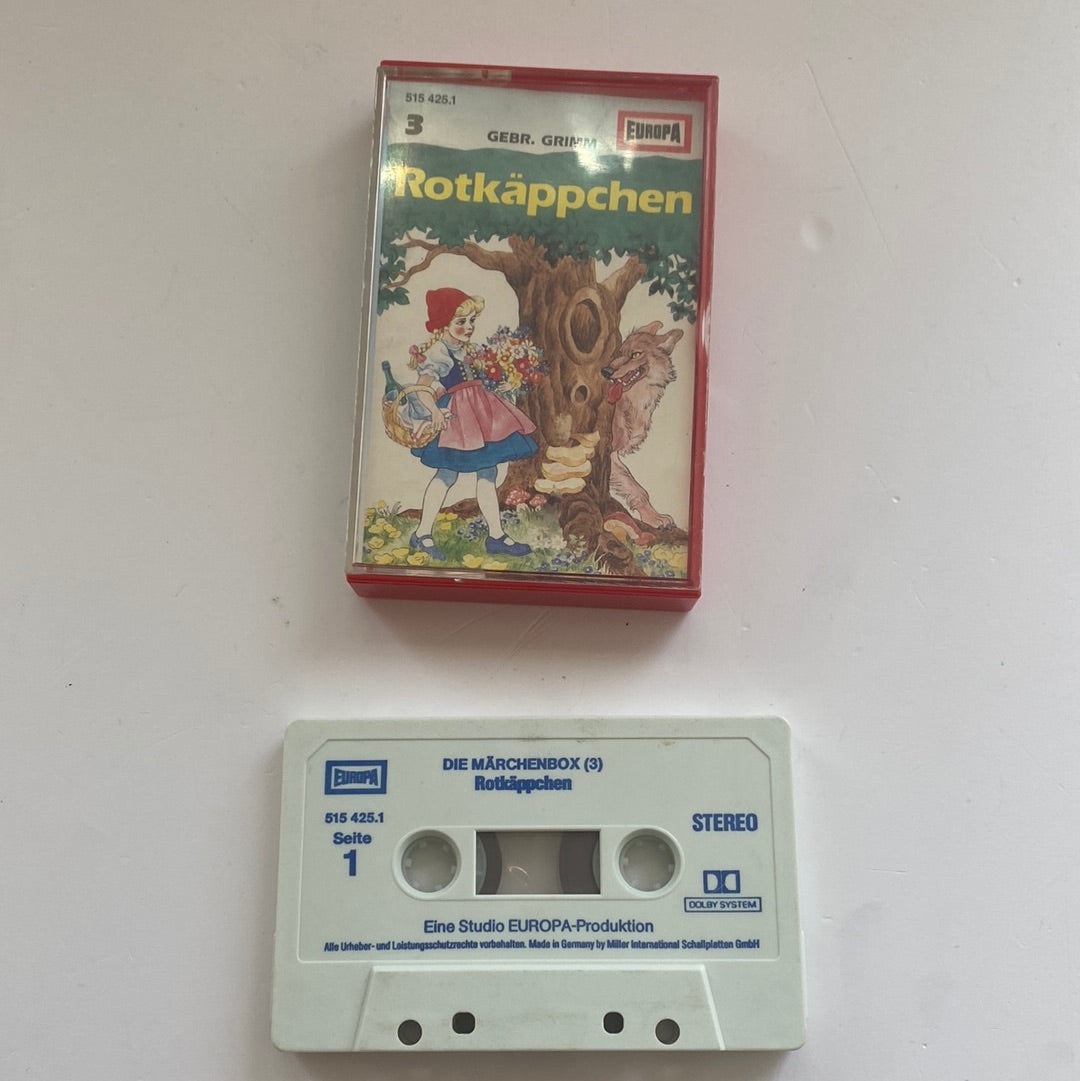 515 425.1
3
GEBR. GRIMM
EUROPA
Rotkäppchen
EUROPA
DIE MÄRCHENBOX (3)
Rotkäppchen
515 425.1
Seite
1
STEREO
DOLBY SYSTEM
Eine Studio EUROPA-Produktion
Alle Urheber- und Leistungsschutzrechte vorbehalten. Made in Germany by Miller International Schallplatten GmbH